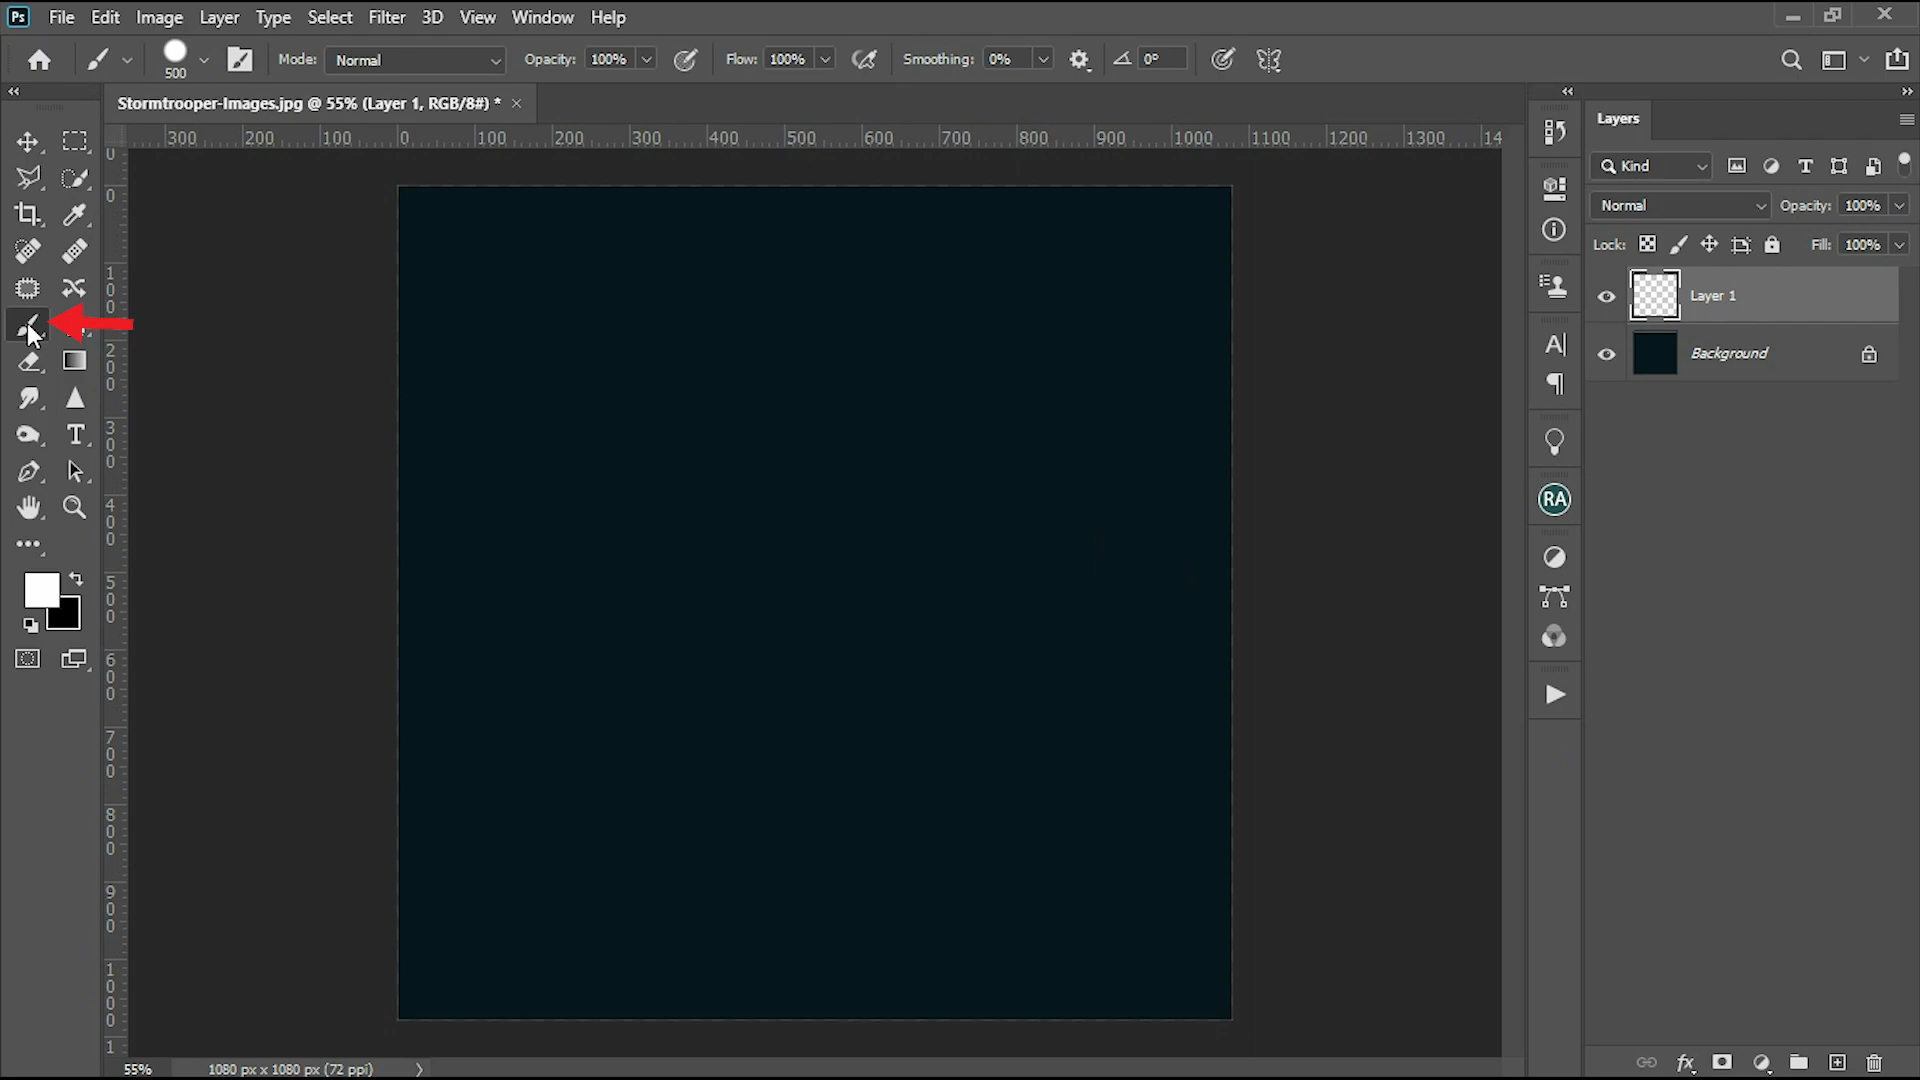 Ps File Edit Image Layer Type Select Filter 3D View Window Help
500 Mode: Normal Opacity: 100% Flow: 100% Smoothing: 0% 0°
Stormtrooper-Images.jpg @ 55% (Layer 1, RGB/8#) * ×
300 200 100 0 100 200 300 400 500 600 700 800 900 1000 1100 1200 1300 14
0
0
100
200
300
400
500
600
700
800
900
1000
1
Layers
Kind
Normal Opacity: 100%
Lock: Fill: 100%
Layer 1
Background
RA
fx
55% 1080 px x 1080 px (72 ppi)